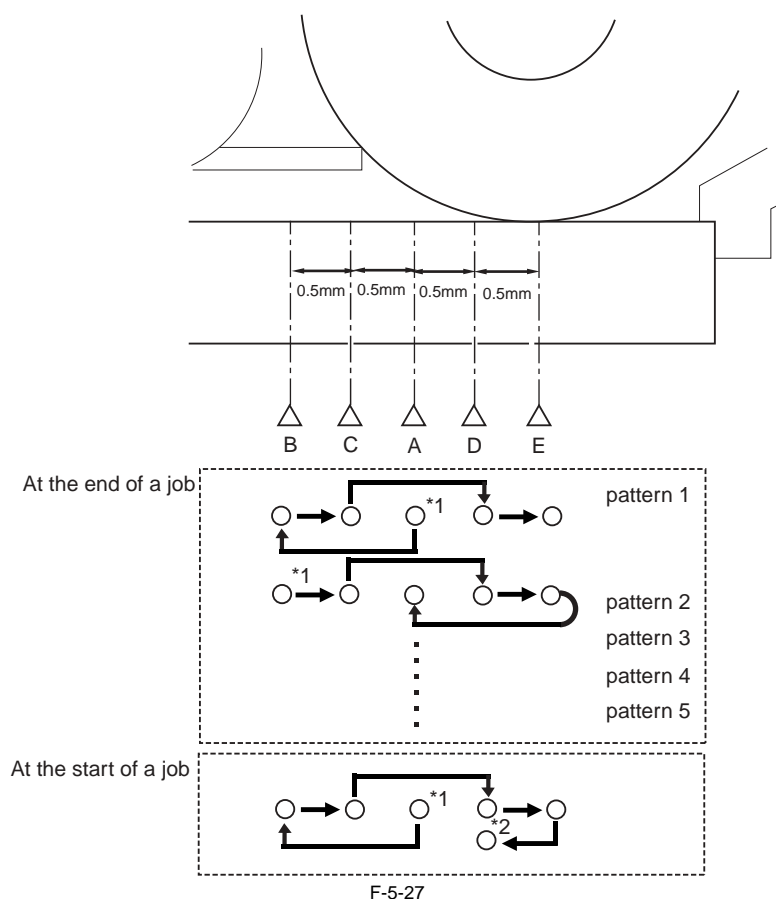 0.5mm 0.5mm 0.5mm 0.5mm
B C A D E
At the end of a job
*1 pattern 1
*1
pattern 2
pattern 3
pattern 4
pattern 5
At the start of a job
*1
*2
F-5-27